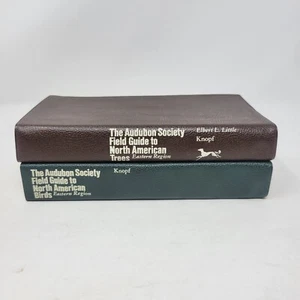 The Audubon Society
Field Guide to
North American
Trees Eastern Region
Elbert L. Little
Knopf
The Audubon Society
Field Guide to
North American
Birds Eastern Region
Knopf